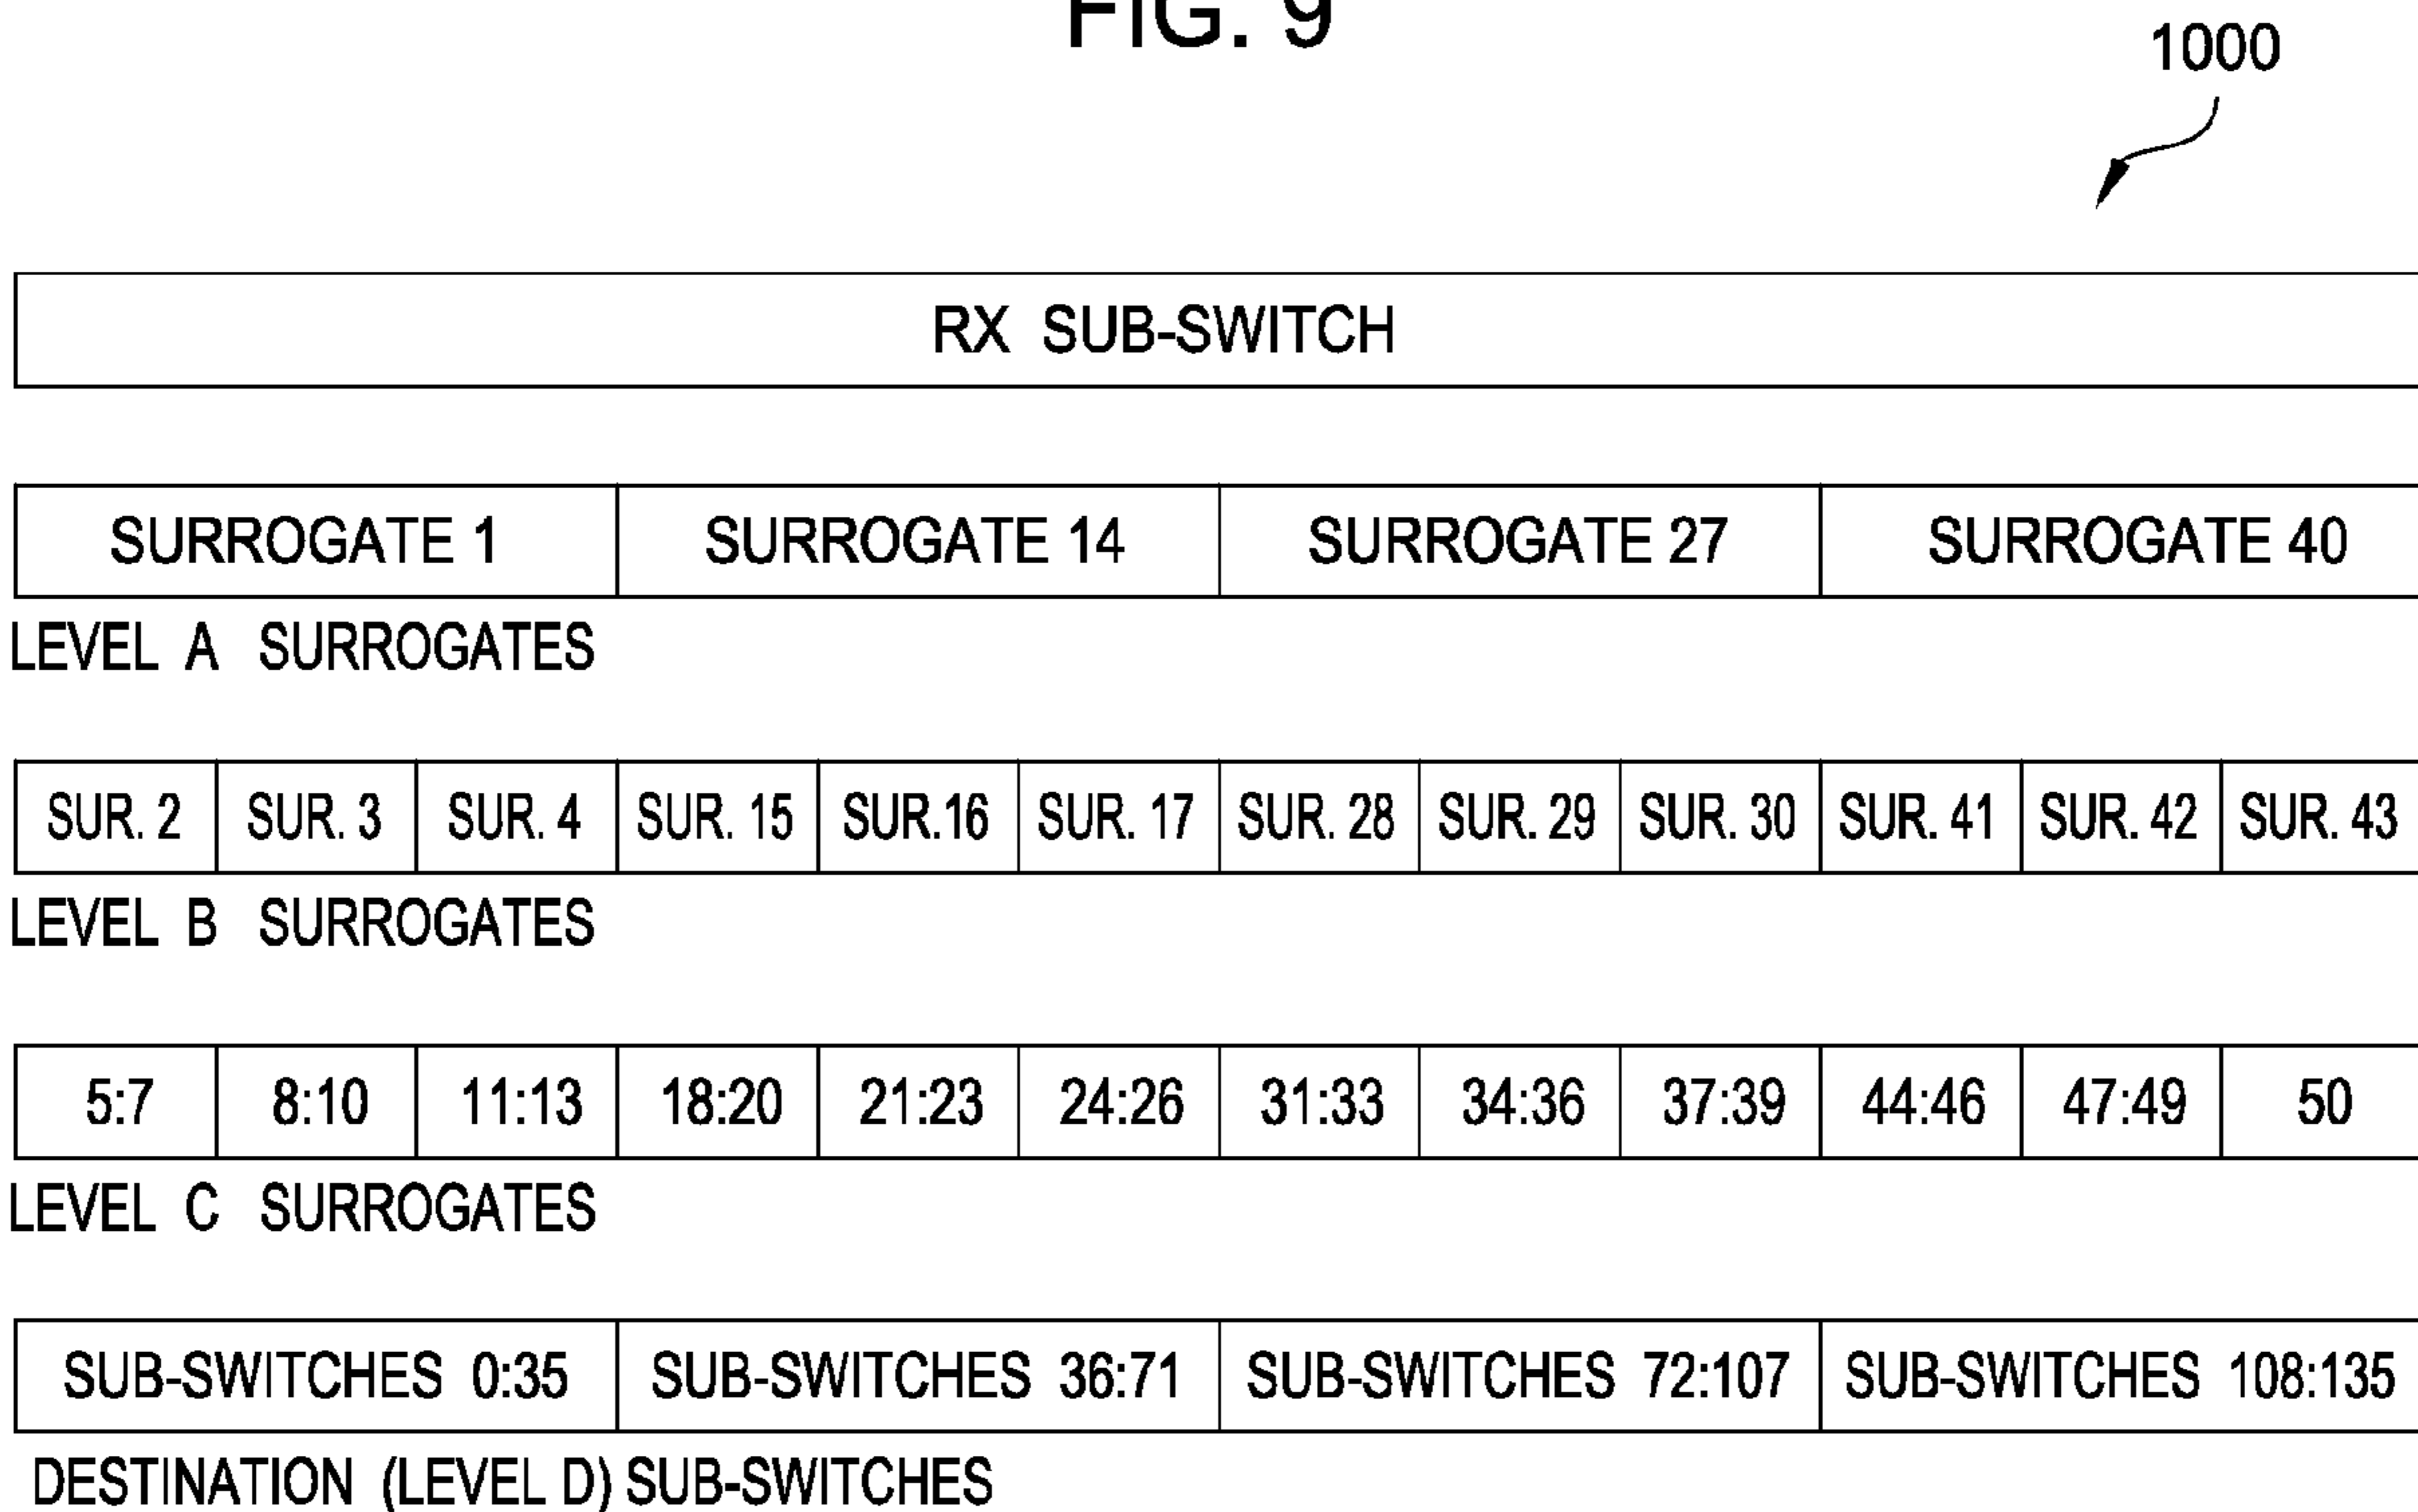 FIG. 9
1000
RX SUB-SWITCH
SURROGATE 1 SURROGATE 14 SURROGATE 27 SURROGATE 40
LEVEL A SURROGATES
SUR. 2 SUR. 3 SUR. 4 SUR. 15 SUR.16 SUR. 17 SUR. 28 SUR. 29 SUR. 30 SUR. 41 SUR. 42 SUR. 43
LEVEL B SURROGATES
5:7 8:10 11:13 18:20 21:23 24:26 31:33 34:36 37:39 44:46 47:49 50
LEVEL C SURROGATES
SUB-SWITCHES 0:35 SUB-SWITCHES 36:71 SUB-SWITCHES 72:107 SUB-SWITCHES 108:135
DESTINATION (LEVEL D) SUB-SWITCHES